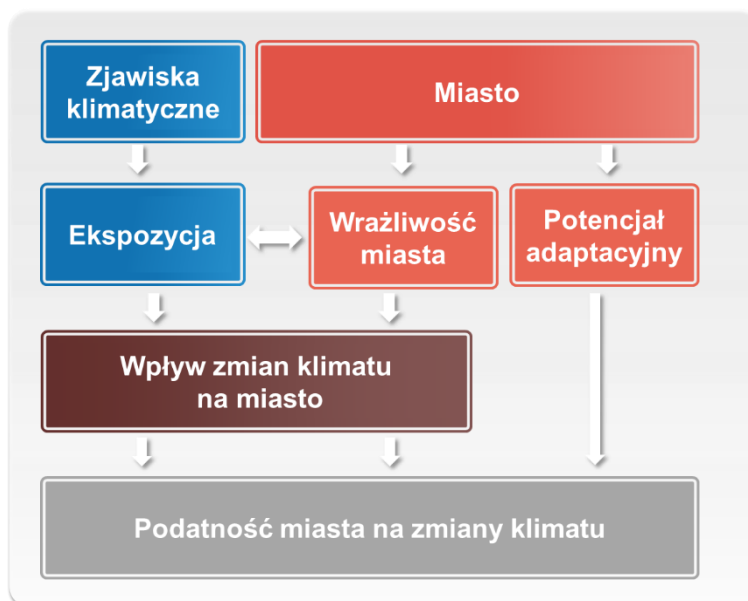 Zjawiska
klimatyczne
Miasto
Ekspozycja
Wrażliwość
miasta
Potencjał
adaptacyjny
Wpływ zmian klimatu
na miasto
Podatność miasta na zmiany klimatu